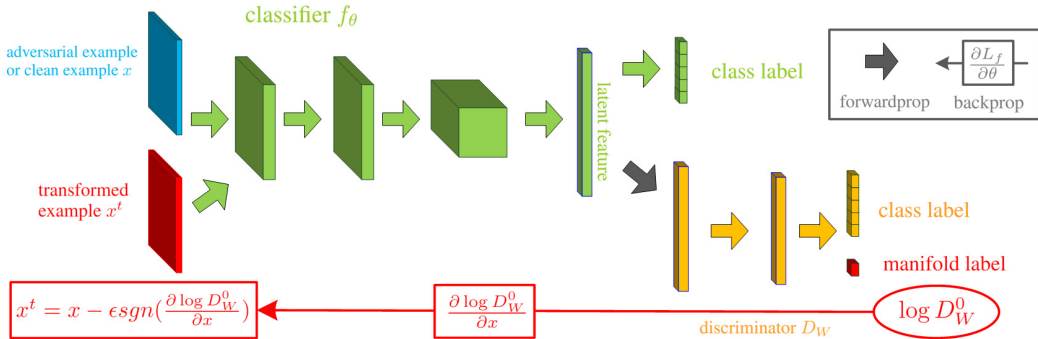 classifier $f_\theta$
adversarial example
or clean example $x$
transformed
example $x^t$
latent feature
class label
$\frac{\partial L_f}{\partial \theta}$
forwardprop
backprop
class label
manifold label
discriminator $D_W$
$x^t = x - \epsilon sgn(\frac{\partial \log D_W^0}{\partial x})$
$\frac{\partial \log D_W^0}{\partial x}$
$\log D_W^0$